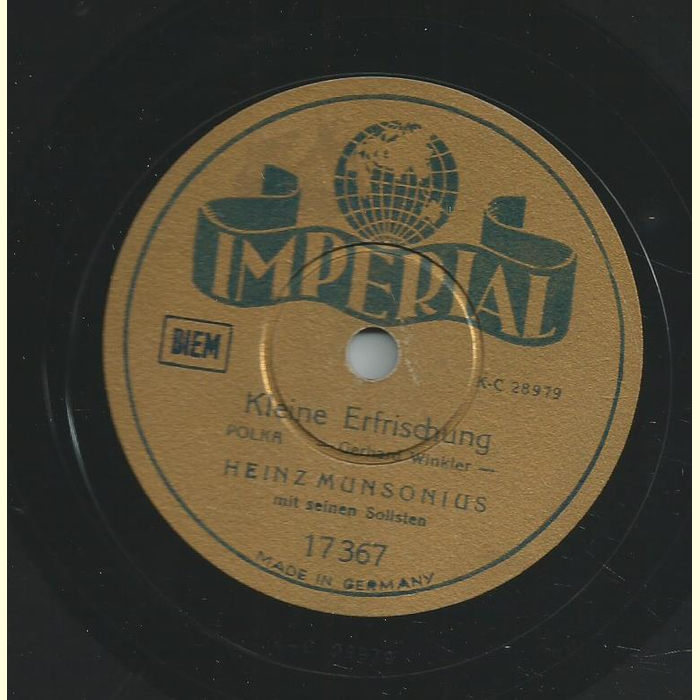 IMPERIAL
BIEM
K-C 28979
Kleine Erfrischung
POLKA — Gerhard Winkler —
HEINZ MUNSONIUS
mit seinen Solisten
17367
MADE IN GERMANY